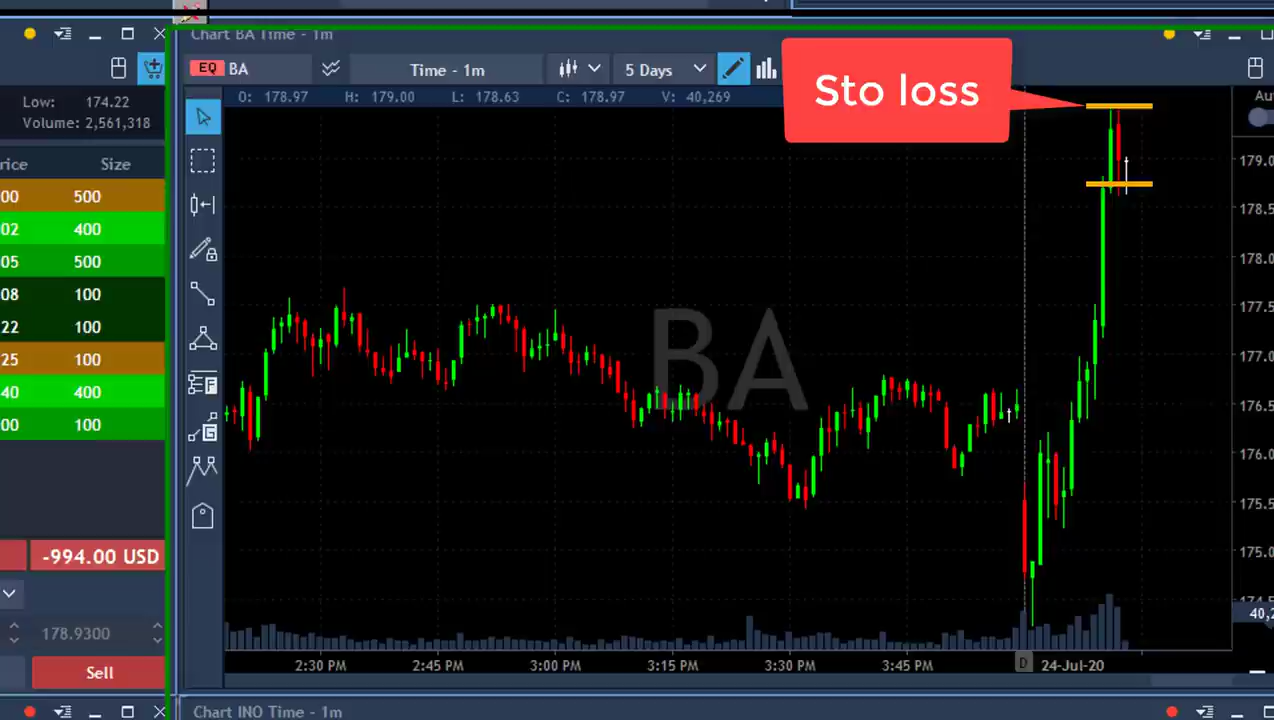 Chart BA Time - 1m
EQ BA
Time - 1m
5 Days
Low: 174.22
Volume: 2,561,318
O: 178.97 H: 179.00 L: 178.63 C: 178.97 V: 40,269
Sto loss
Au
rice Size
00 500
02 400
05 500
08 100
22 100
25 100
40 400
00 100
-994.00 USD
178.9300
Sell
BA
179.0
178.5
178.0
177.5
177.0
176.5
176.0
175.5
175.0
174.5
40,2
2:30 PM 2:45 PM 3:00 PM 3:15 PM 3:30 PM 3:45 PM D 24-Jul-20
Chart INO Time - 1m